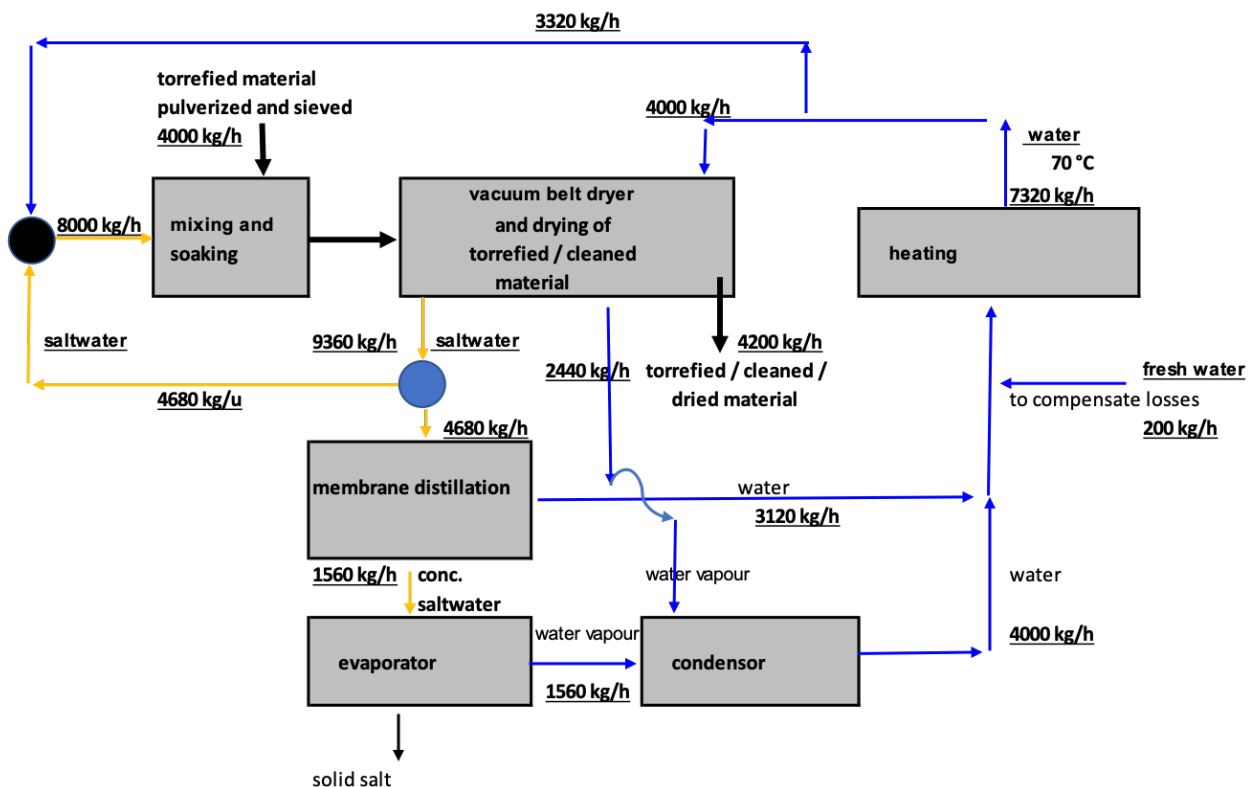 3320 kg/h
torrefied material
pulverized and sieved
4000 kg/h
4000 kg/h
water
70 °C
7320 kg/h
8000 kg/h
mixing and
soaking
vacuum belt dryer
and drying of
torrefied / cleaned
material
heating
saltwater
9360 kg/h
saltwater
4680 kg/u
2440 kg/h
4200 kg/h
torrefied / cleaned /
dried material
fresh water
to compensate losses
200 kg/h
4680 kg/h
membrane distillation
water
3120 kg/h
1560 kg/h
conc.
saltwater
water vapour
water
4000 kg/h
evaporator
water vapour
1560 kg/h
condensor
solid salt